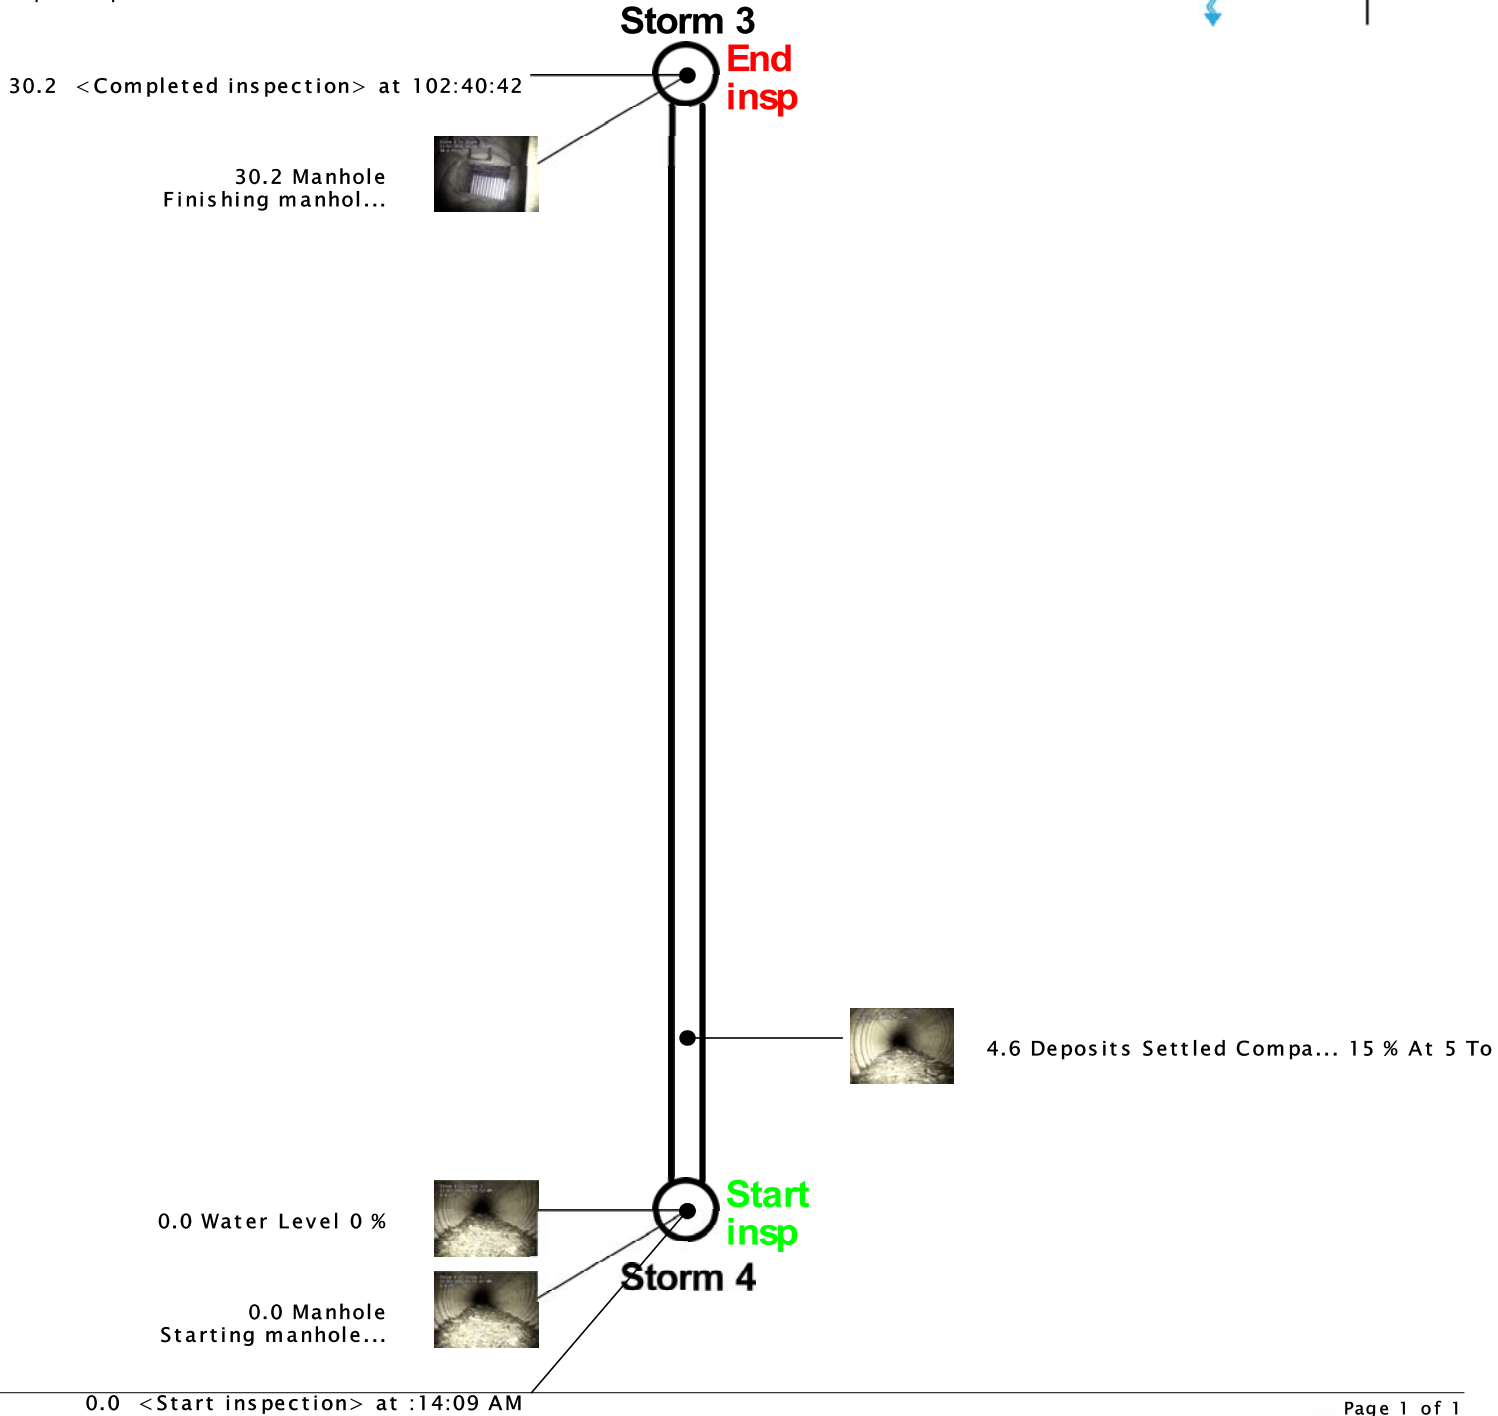 Storm 3
End
insp
30.2 <Completed inspection> at 102:40:42
30.2 Manhole
Finishing manhol...
4.6 Deposits Settled Compa... 15 % At 5 To
Start
insp
0.0 Water Level 0 %
Storm 4
0.0 Manhole
Starting manhole...
0.0 <Start inspection> at :14:09 AM
Page 1 of 1